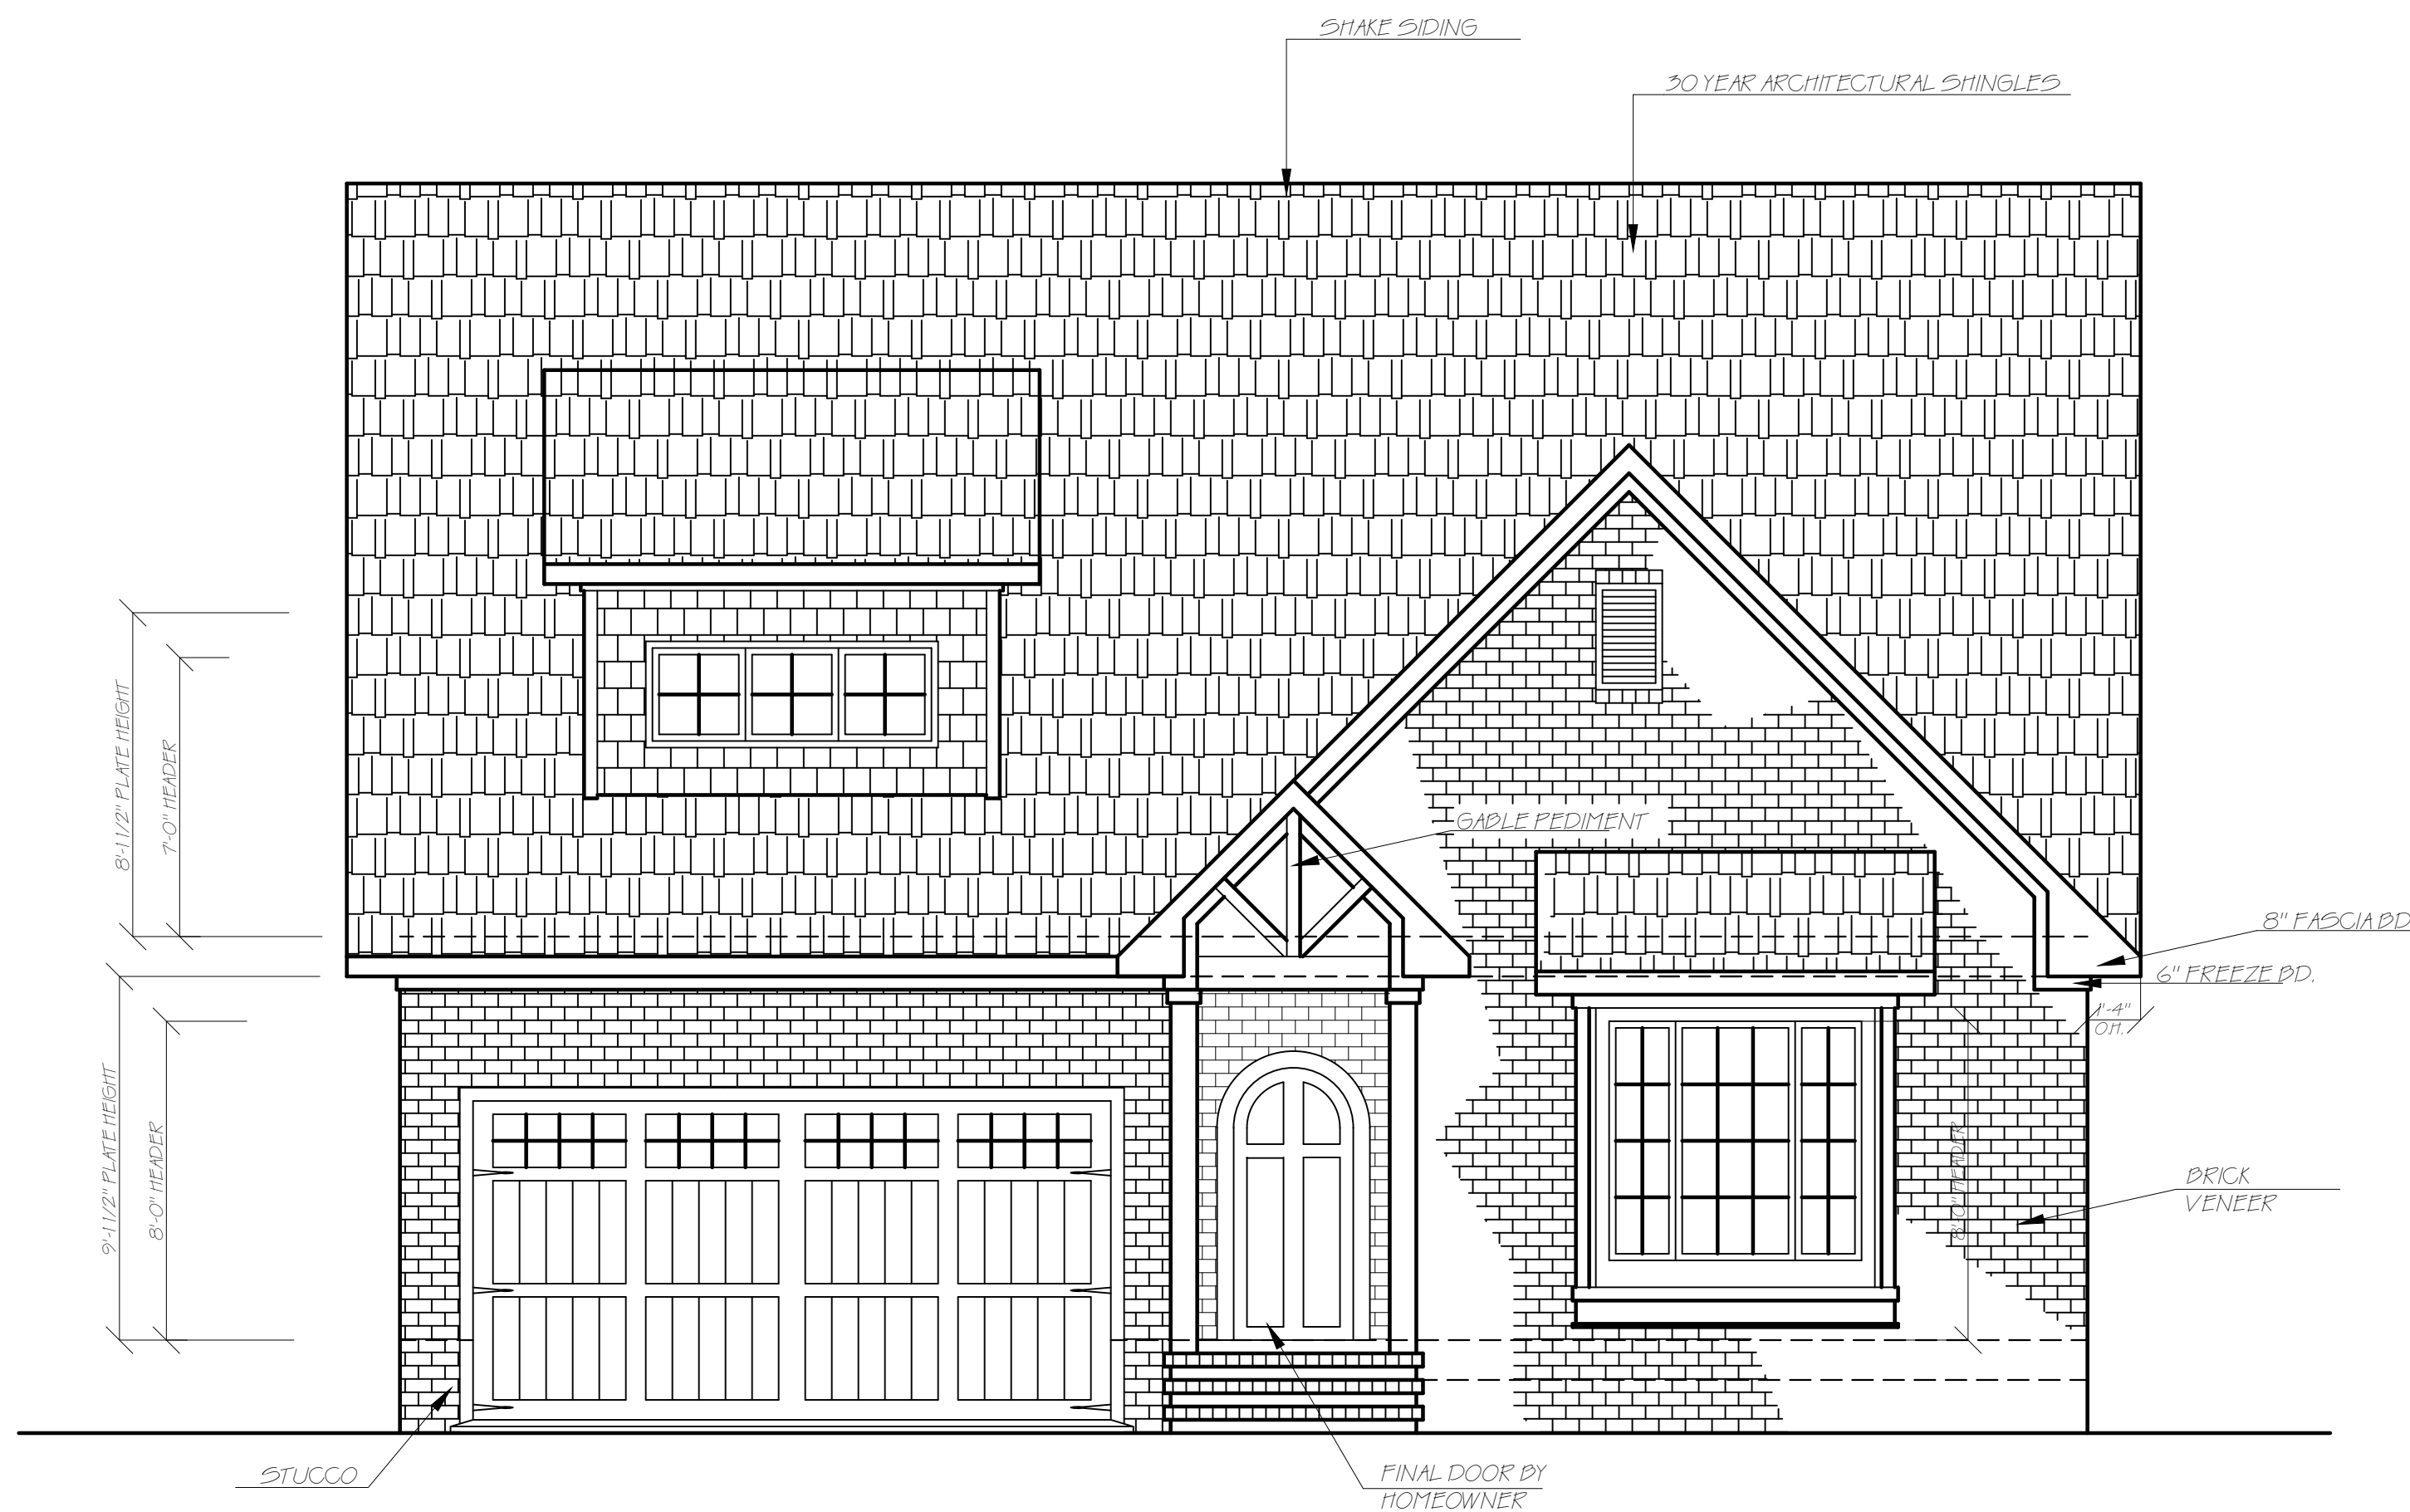 SHAKE SIDING
30 YEAR ARCHITECTURAL SHINGLES
8'-1 1/2" PLATE HEIGHT
7'-0" HEADER
GABLE PEDIMENT
8" FASCIA BD
6" FREEZE BD.
1'-4"
O.H.
9'-1 1/2" PLATE HEIGHT
8'-0" HEADER
8'-0" HEADER
BRICK
VENEER
STUCCO
FINAL DOOR BY
HOMEOWNER